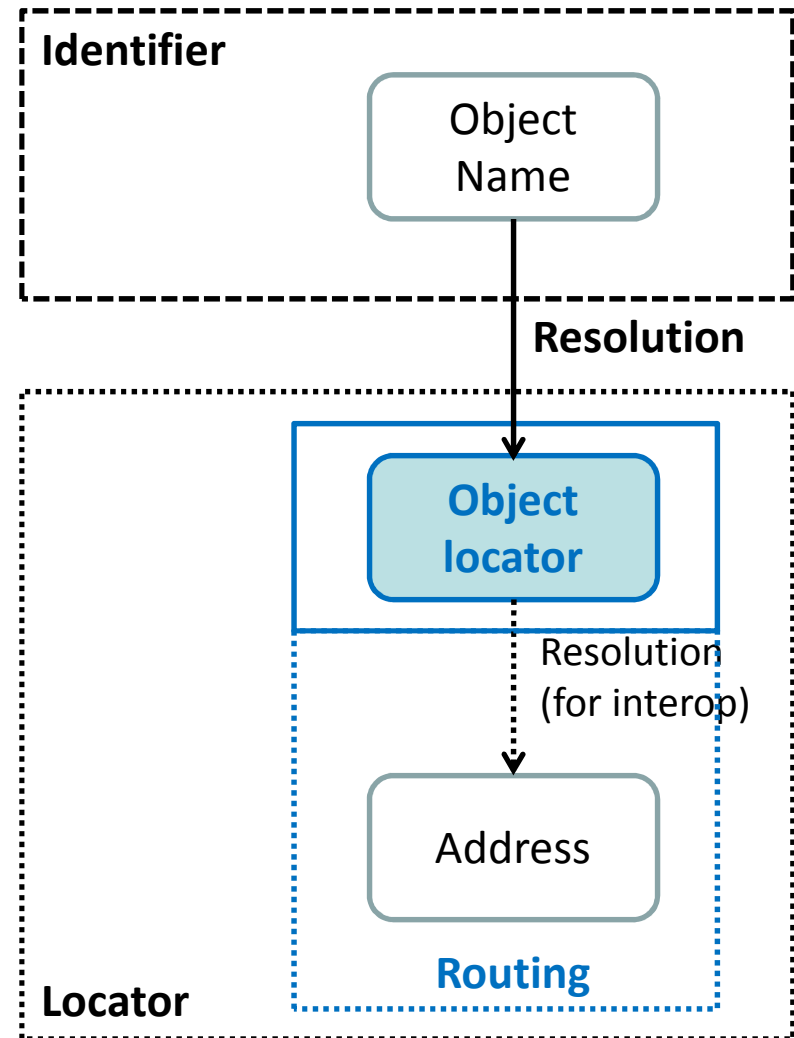 Identifier
Object
Name
Resolution
Object
locator
Resolution
(for interop)
Address
Routing
Locator